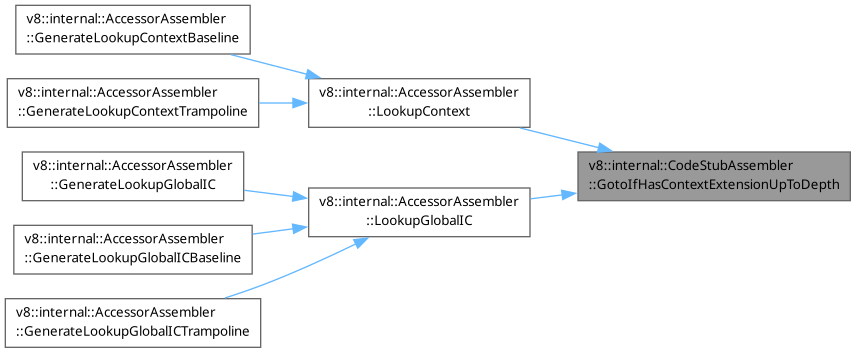 v8::internal::AccessorAssembler
::GenerateLookupContextBaseline
v8::internal::AccessorAssembler
::GenerateLookupContextTrampoline
v8::internal::AccessorAssembler
::LookupContext
v8::internal::AccessorAssembler
::GenerateLookupGlobalIC
v8::internal::CodeStubAssembler
::GotoIfHasContextExtensionUpToDepth
v8::internal::AccessorAssembler
::LookupGlobalIC
v8::internal::AccessorAssembler
::GenerateLookupGlobalICBaseline
v8::internal::AccessorAssembler
::GenerateLookupGlobalICTrampoline